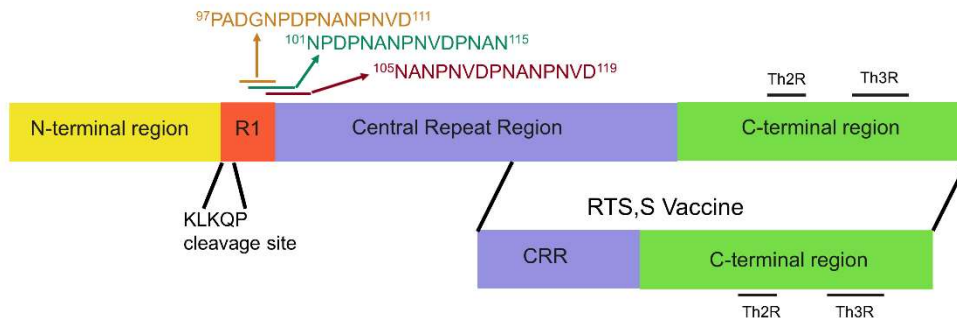 ⁹⁷PADGNPDPNANPNVD¹¹¹
¹⁰¹NPDPNANPNVDPNAN¹¹⁵
¹⁰⁵NANPNVDPNANPNVD¹¹⁹
Th2R Th3R
N-terminal region R1 Central Repeat Region C-terminal region
KLKQP
cleavage site
RTS,S Vaccine
CRR C-terminal region
Th2R Th3R